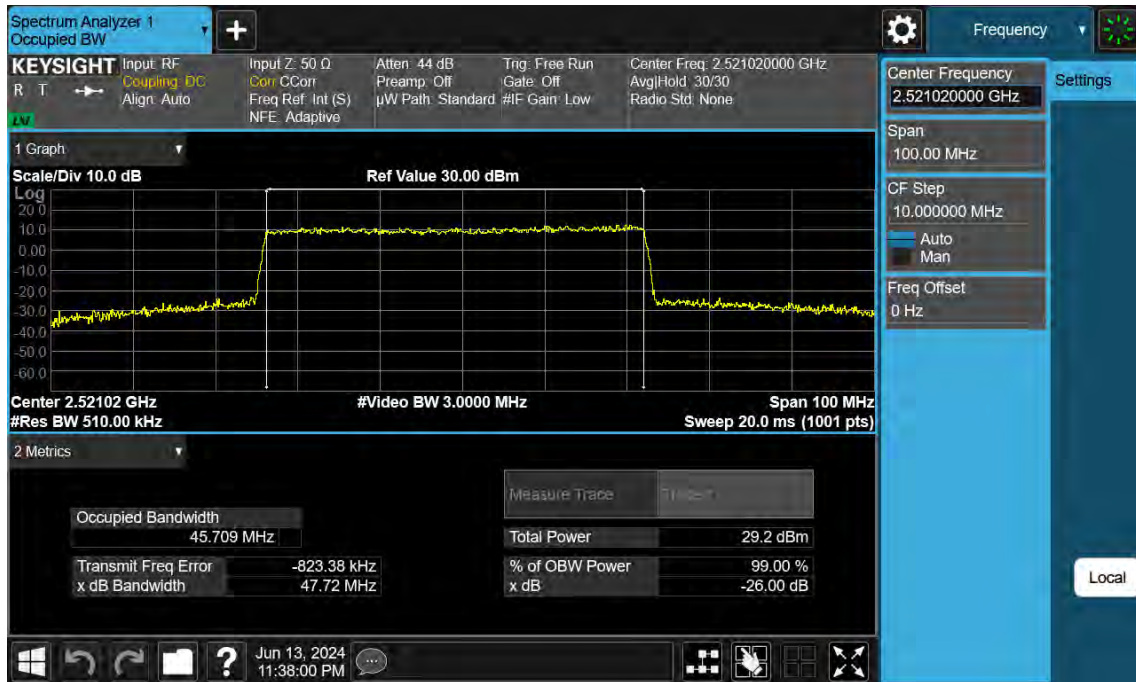 Spectrum Analyzer 1
Occupied BW
Frequency
KEYSIGHT
R T
Input: RF
Coupling: DC
Align: Auto
Input Z: 50 Ω
Corr CCorr
Freq Ref: Int (S)
NFE: Adaptive
Atten: 44 dB
Preamp: Off
µW Path: Standard
Trig: Free Run
Gate: Off
#IF Gain: Low
Center Freq: 2.521020000 GHz
Avg|Hold: 30/30
Radio Std: None
1 Graph
Scale/Div 10.0 dB
Ref Value 30.00 dBm
Log
20.0
10.0
0.00
-10.0
-20.0
-30.0
-40.0
-50.0
-60.0
Center 2.52102 GHz
#Video BW 3.0000 MHz
Span 100 MHz
#Res BW 510.00 kHz
Sweep 20.0 ms (1001 pts)
2 Metrics
Measure Trace
Occupied Bandwidth
45.709 MHz
Total Power 29.2 dBm
Transmit Freq Error -823.38 kHz
% of OBW Power 99.00 %
x dB Bandwidth 47.72 MHz
x dB -26.00 dB
Center Frequency
2.521020000 GHz
Settings
Span
100.00 MHz
CF Step
10.000000 MHz
Auto
Man
Freq Offset
0 Hz
Local
?
Jun 13, 2024
11:38:00 PM